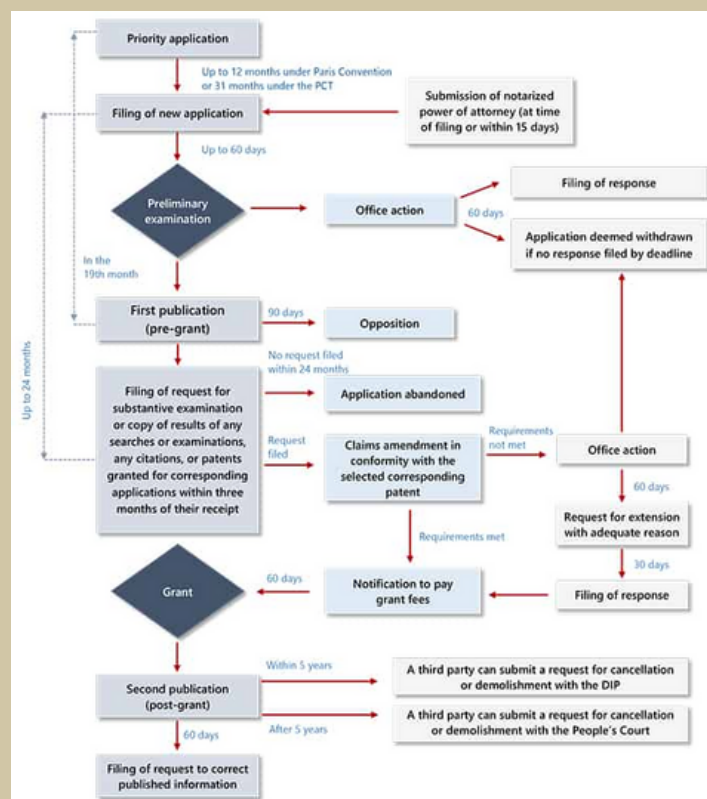 Priority application
Up to 12 months under Paris Convention
or 31 months under the PCT
Filing of new application
Submission of notarized
power of attorney (at time
of filing or within 15 days)
Up to 60 days
Preliminary
examination
Office action
60 days
Filing of response
Application deemed withdrawn
if no response filed by deadline
In the
19th month
First publication
(pre-grant)
90 days
Opposition
Up to 24 months
No request filed
within 24 months
Filing of request for
substantive examination
or copy of results of any
searches or examinations,
any citations, or patents
granted for corresponding
applications within three
months of their receipt
Application abandoned
Request
filed
Claims amendment in
conformity with the
selected corresponding
patent
Requirements
not met
Office action
60 days
Request for extension
with adequate reason
30 days
Filing of response
Requirements met
Notification to pay
grant fees
60 days
Grant
Second publication
(post-grant)
Within 5 years
A third party can submit a request for cancellation
or demolishment with the DIP
After 5 years
A third party can submit a request for cancellation
or demolishment with the People's Court
60 days
Filing of request to correct
published information